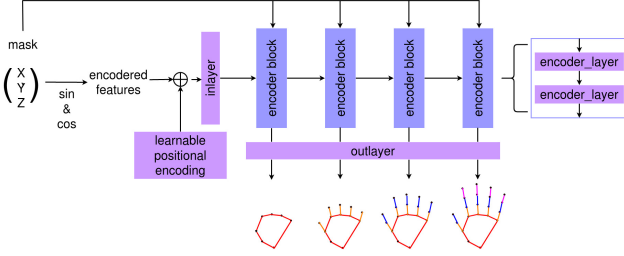 mask
X
Y
Z
sin
&
cos
encodered
features
learnable
positional
encoding
inlayer
encoder block
encoder block
encoder block
encoder block
outlayer
encoder_layer
encoder_layer